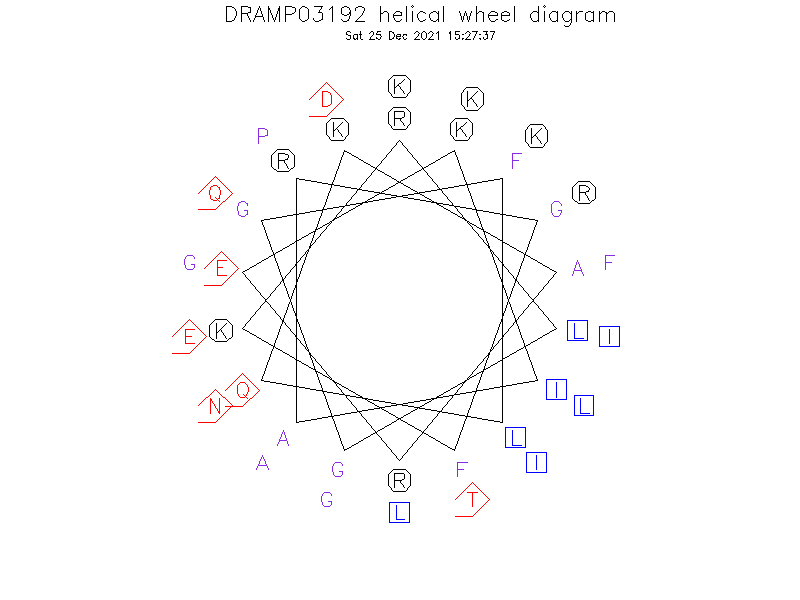 DRAMP03192 helical wheel diagram
Sat 25 Dec 2021 15:27:37
K
D K
R
K K
P K
R F
Q R
G G
G E A F
E K L I
N Q I L
A L
A I
G F
R
G T
L